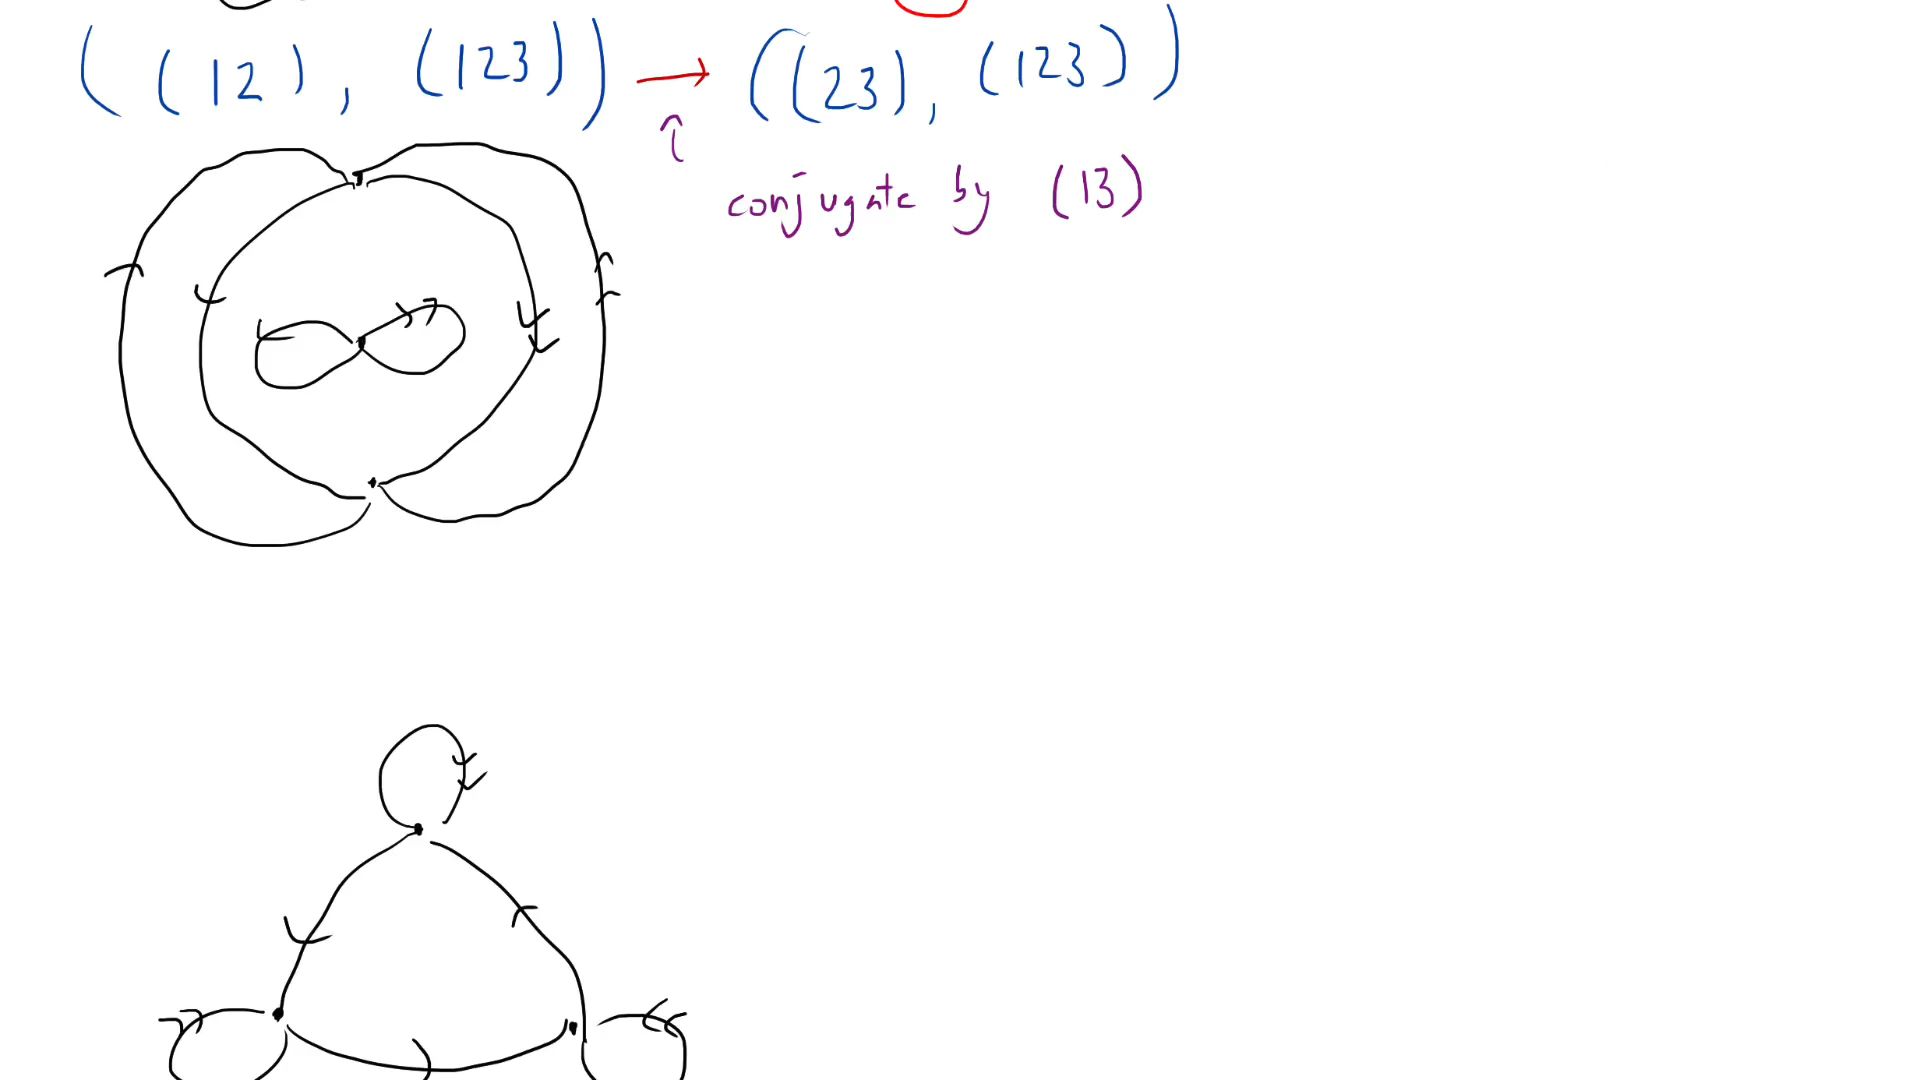 ((12), (123)) → ((23), (123))
↑
conjugate by (13)